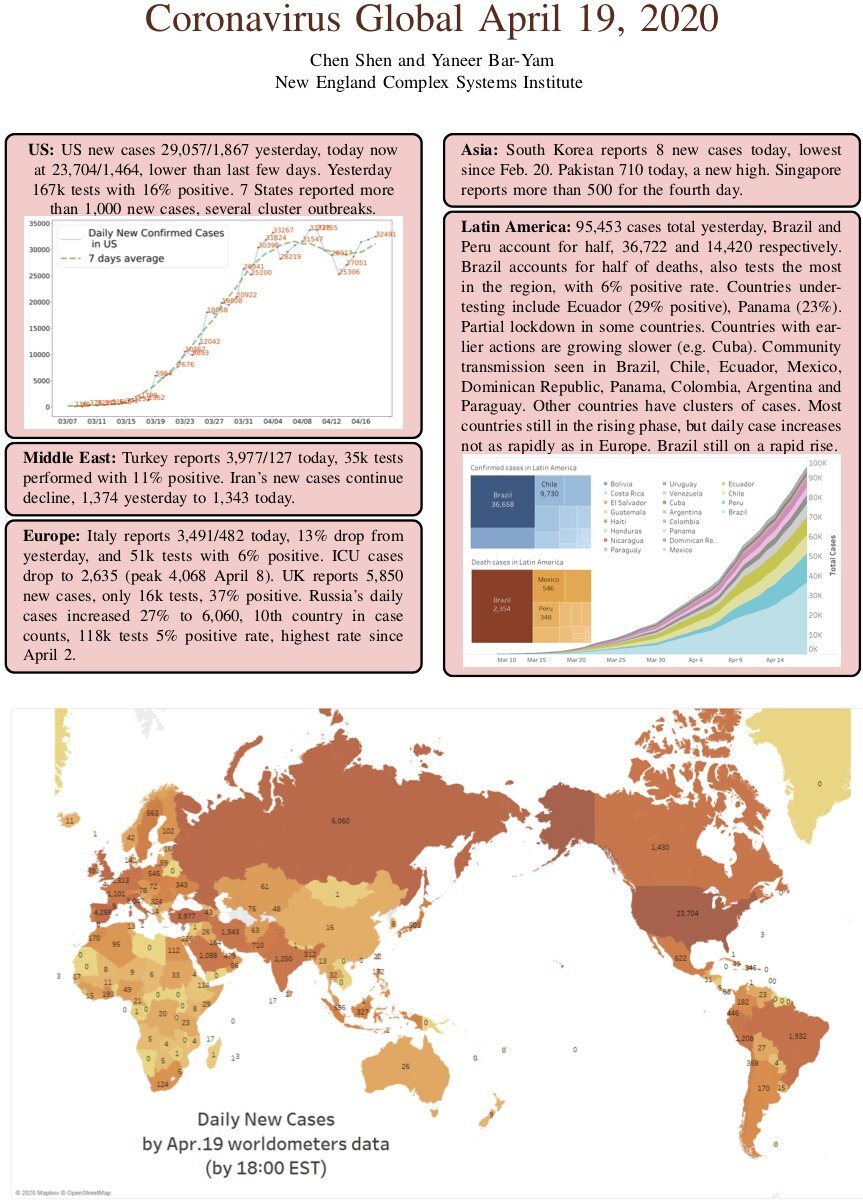 Coronavirus Global April 19, 2020
Chen Shen and Yaneer Bar-Yam
New England Complex Systems Institute
US: US new cases 29,057/1,867 yesterday, today now
at 23,704/1,464, lower than last few days. Yesterday
167k tests with 16% positive. 7 States reported more
than 1,000 new cases, several cluster outbreaks.
Daily New Confirmed Cases
in US
7 days average
35000
30000
25000
20000
15000
10000
5000
0
33267
31824
30390
28219
31547
32491
28917
27051
25306
26341
25200
20922
19808
18058
12042
7676
03/07 03/11 03/15 03/19 03/23 03/27 03/31 04/04 04/08 04/12 04/16
Middle East: Turkey reports 3,977/127 today, 35k tests
performed with 11% positive. Iran's new cases continue
decline, 1,374 yesterday to 1,343 today.
Europe: Italy reports 3,491/482 today, 13% drop from
yesterday, and 51k tests with 6% positive. ICU cases
drop to 2,635 (peak 4,068 April 8). UK reports 5,850
new cases, only 16k tests, 37% positive. Russia's daily
cases increased 27% to 6,060, 10th country in case
counts, 118k tests 5% positive rate, highest rate since
April 2.
Asia: South Korea reports 8 new cases today, lowest
since Feb. 20. Pakistan 710 today, a new high. Singapore
reports more than 500 for the fourth day.
Latin America: 95,453 cases total yesterday, Brazil and
Peru account for half, 36,722 and 14,420 respectively.
Brazil accounts for half of deaths, also tests the most
in the region, with 6% positive rate. Countries under-
testing include Ecuador (29% positive), Panama (23%).
Partial lockdown in some countries. Countries with ear-
lier actions are growing slower (e.g. Cuba). Community
transmission seen in Brazil, Chile, Ecuador, Mexico,
Dominican Republic, Panama, Colombia, Argentina and
Paraguay. Other countries have clusters of cases. Most
countries still in the rising phase, but daily case increases
not as rapidly as in Europe. Brazil still on a rapid rise.
Confirmed cases in Latin America
Brazil
36,658
Chile
9,730
Death cases in Latin America
Brazil
2,354
Mexico
546
Peru
348
Bolivia
Costa Rica
El Salvador
Guatemala
Haiti
Honduras
Nicaragua
Paraguay
Uruguay
Venezuela
Cuba
Argentina
Colombia
Panama
Dominican Re..
Mexico
Ecuador
Chile
Peru
Brazil
100K
90K
80K
70K
60K
50K
40K
30K
20K
10K
0K
Total Cases
Mar 10 Mar 15 Mar 20 Mar 25 Mar 30 Apr 4 Apr 9 Apr 14
0
11
563
102
42
6,060
1,430
545
343
61
1
72
324
1,101
4,258
3,977
43
75
48
16
23,704
1,343
63
710
170
95
112
1,088
1,250
312
622
33
182
23
446
1,208
1,932
27
358
170
124
26
327
Daily New Cases
by Apr.19 worldometers data
(by 18:00 EST)
© 2020 Mapbox © OpenStreetMap